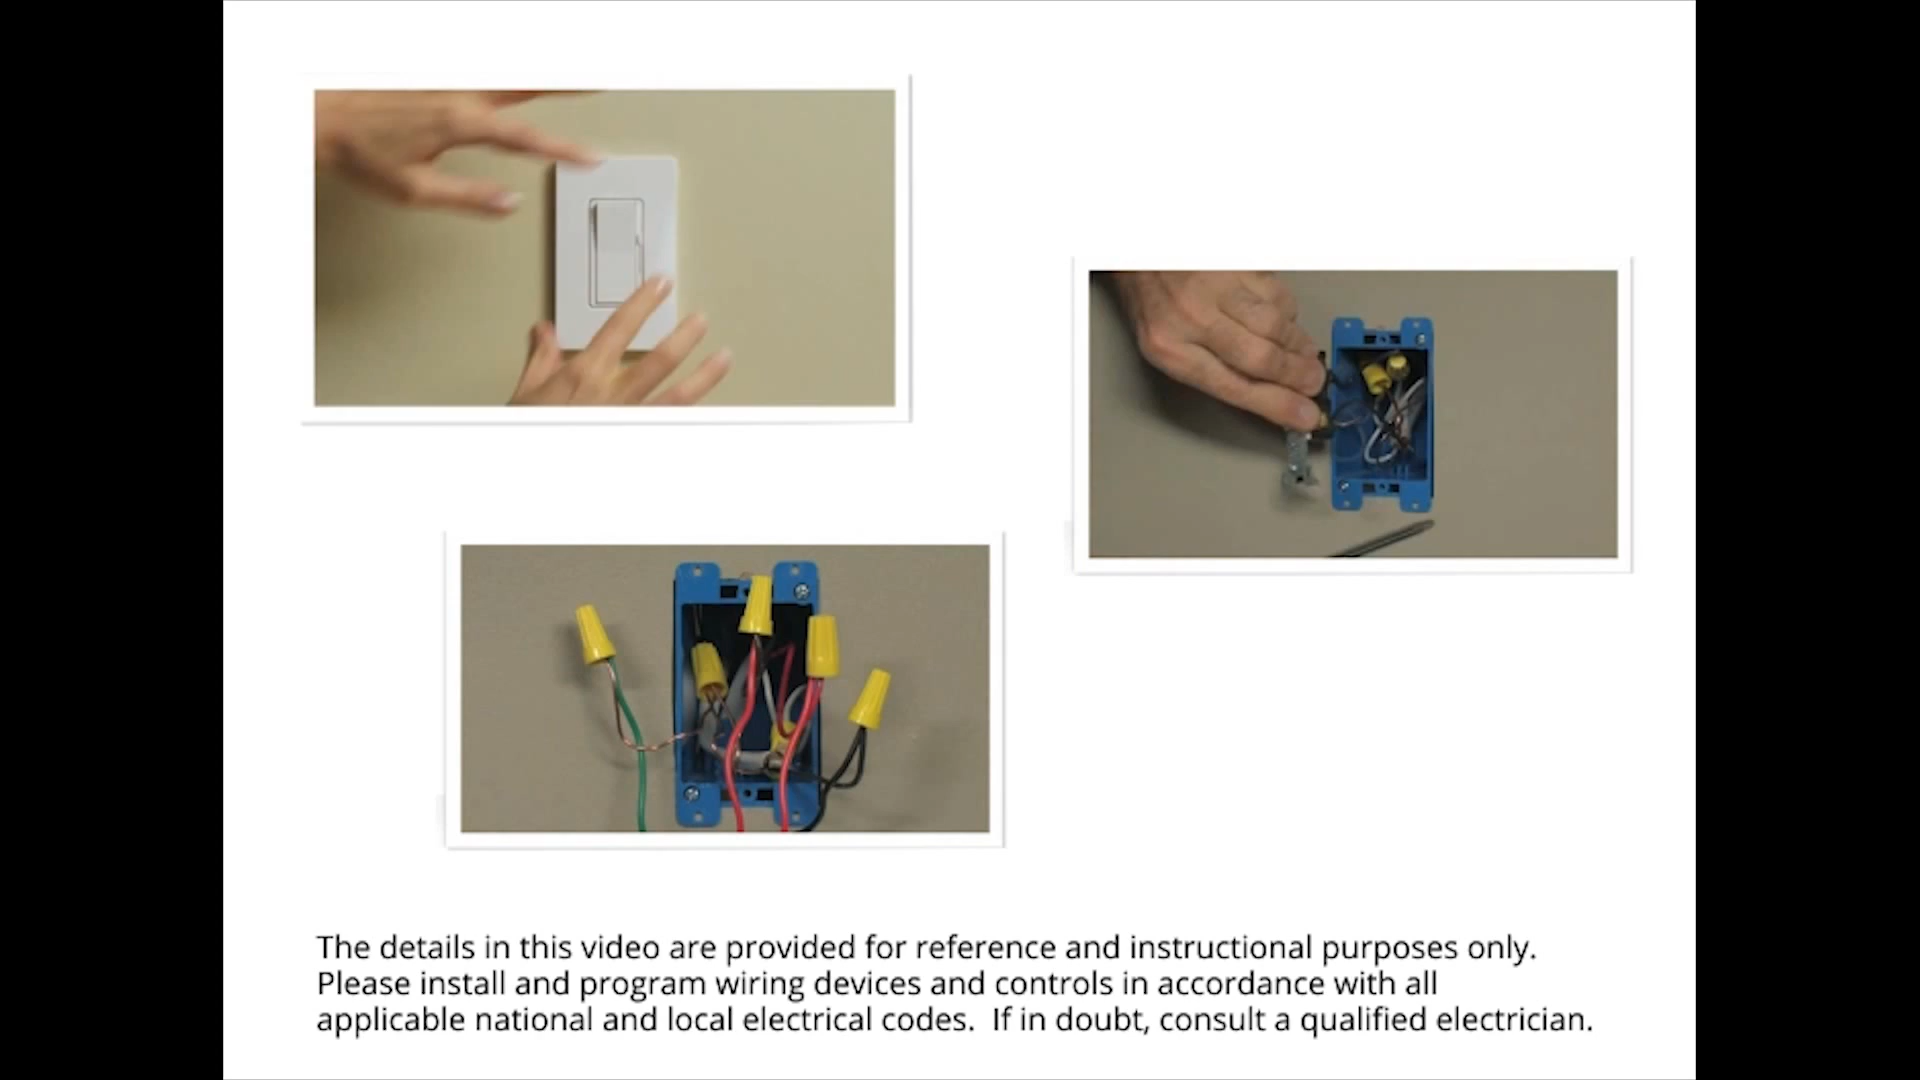 The details in this video are provided for reference and instructional purposes only.
Please install and program wiring devices and controls in accordance with all
applicable national and local electrical codes.  If in doubt, consult a qualified electrician.